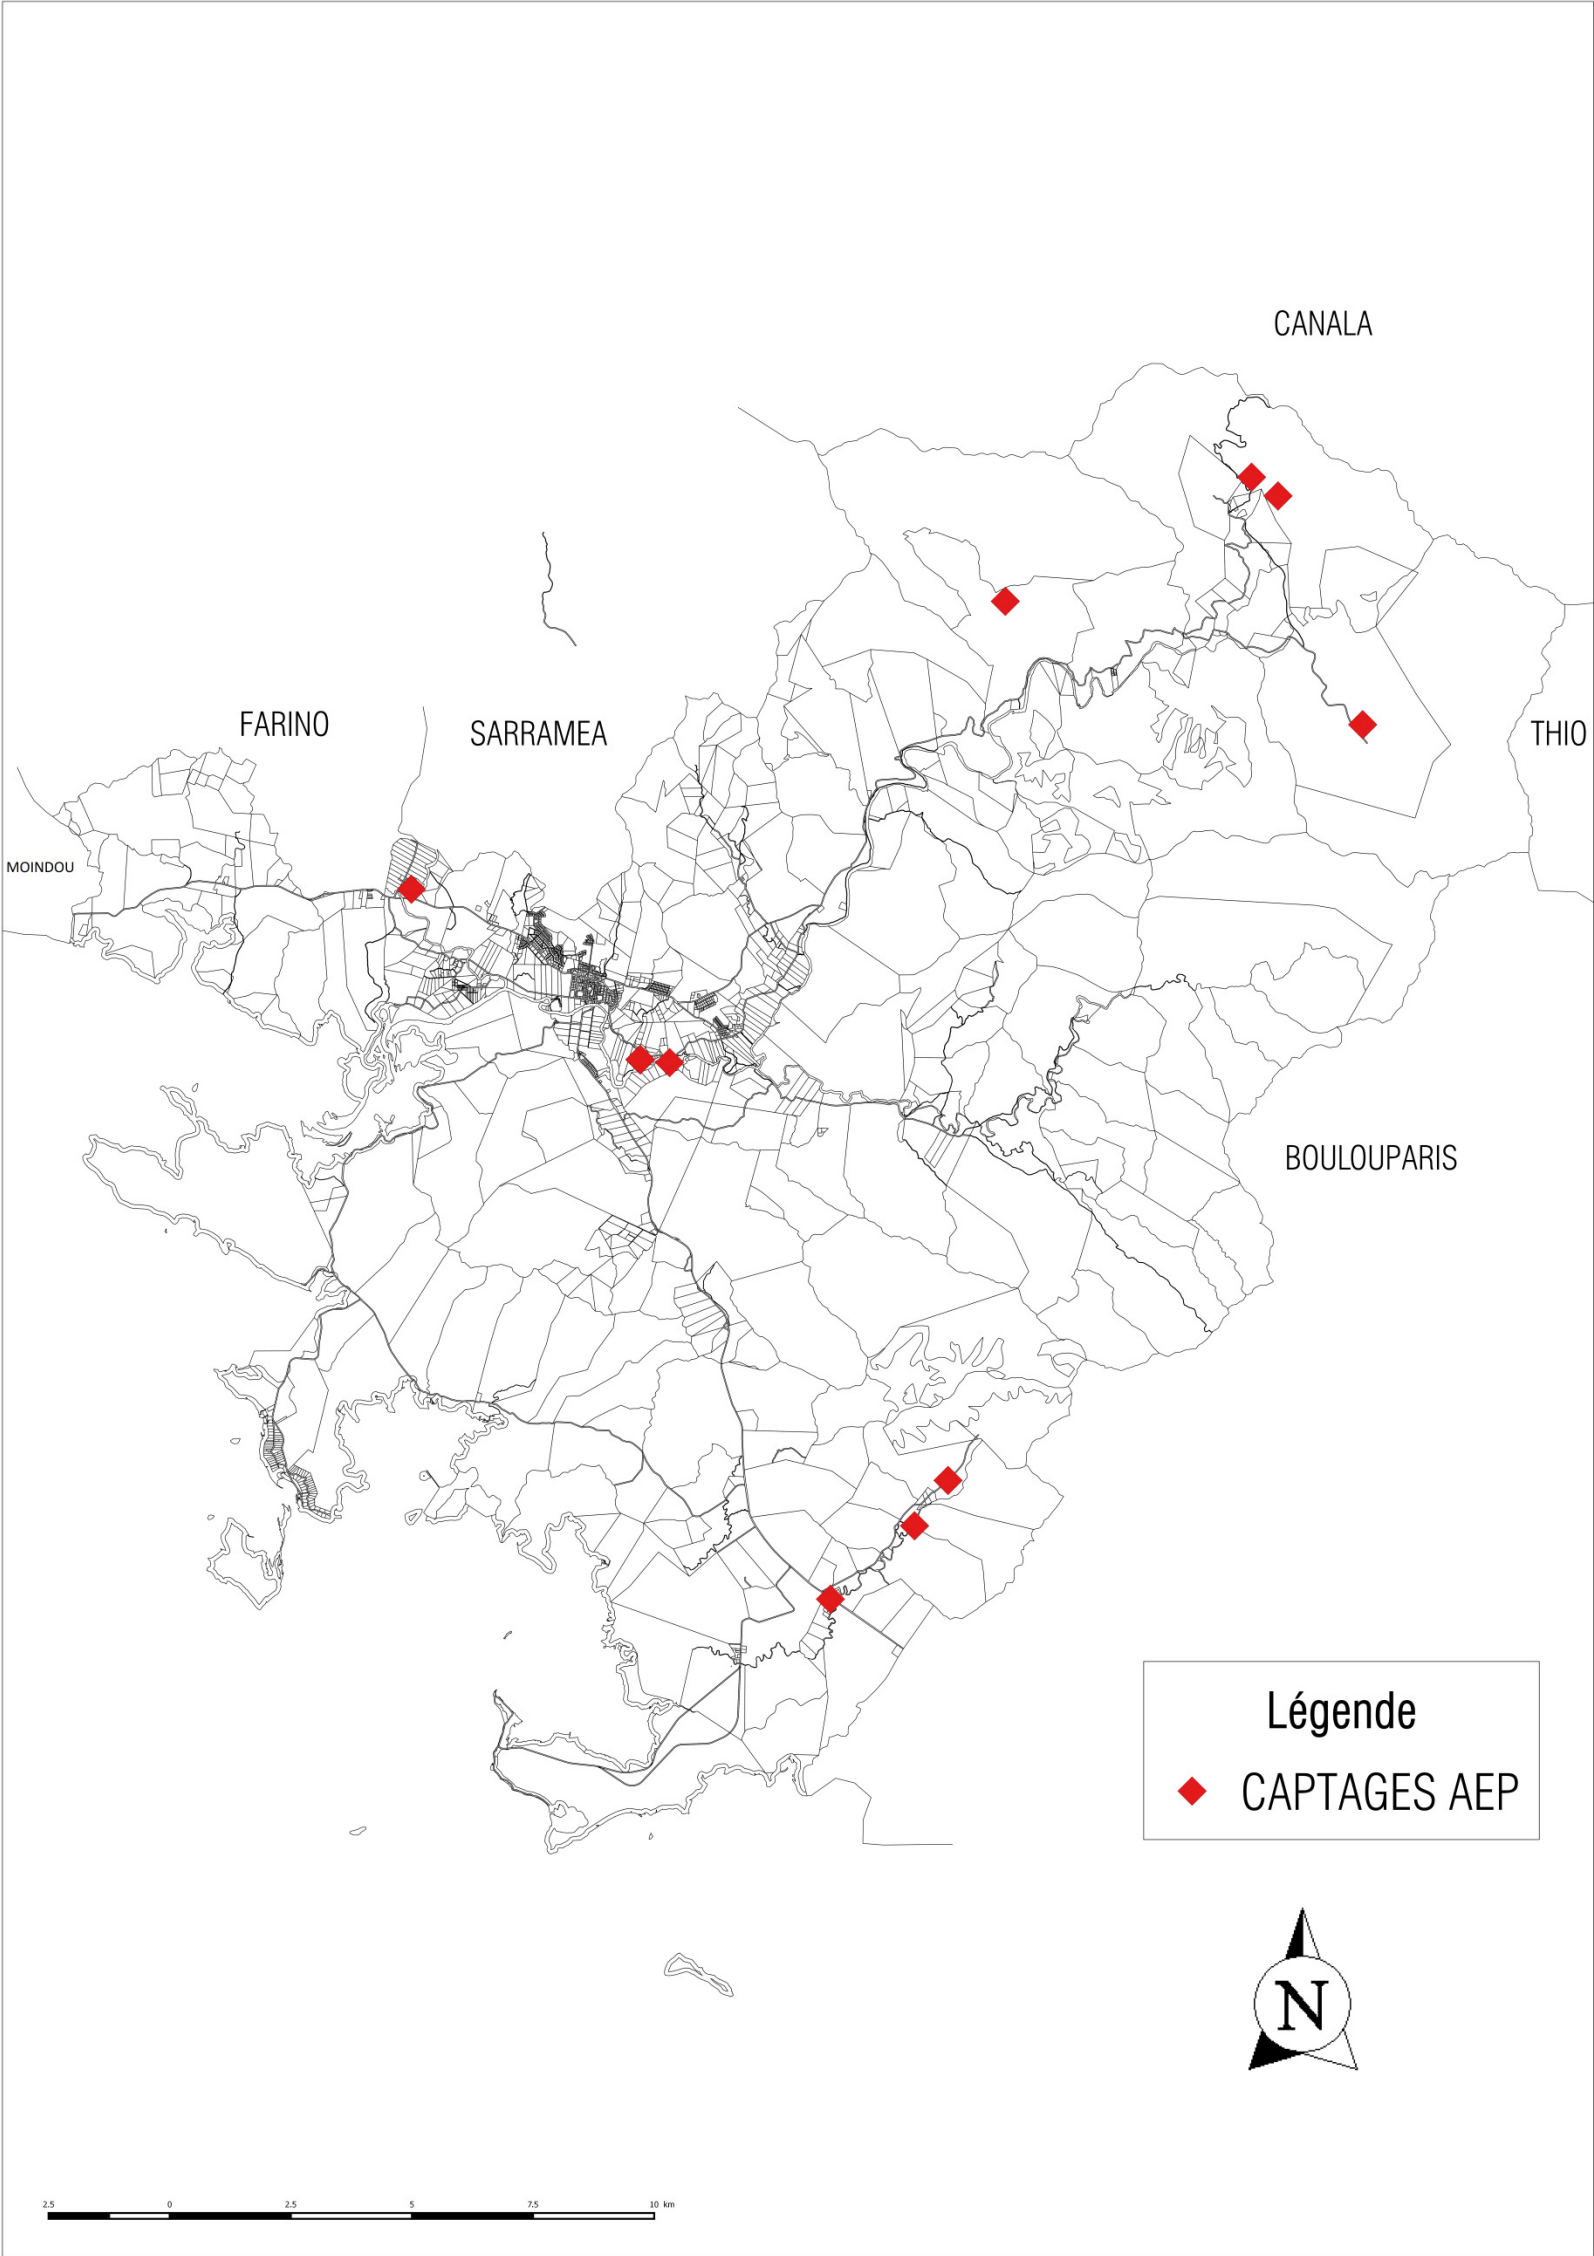 CANALA
FARINO
SARRAMEA
THIO
MOINDOU
BOULOUPARIS
Légende
CAPTAGES AEP
N
2.5 0 2.5 5 7.5 10 km